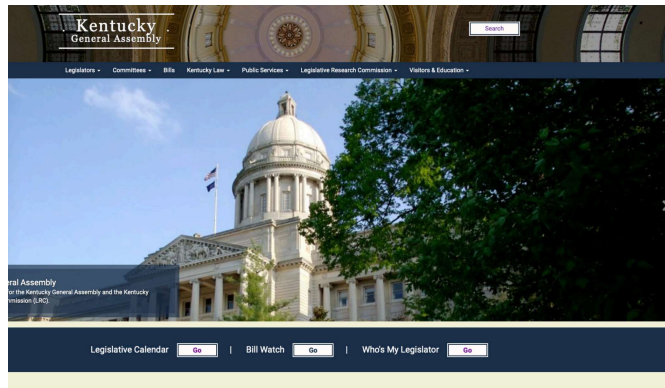 Kentucky
General Assembly
Search
Legislators
Committees
Bills
Kentucky Law
Public Services
Legislative Research Commission
Visitors & Education
eral Assembly
for the Kentucky General Assembly and the Kentucky
mmission (LRC).
Legislative Calendar Go | Bill Watch Go | Who's My Legislator Go